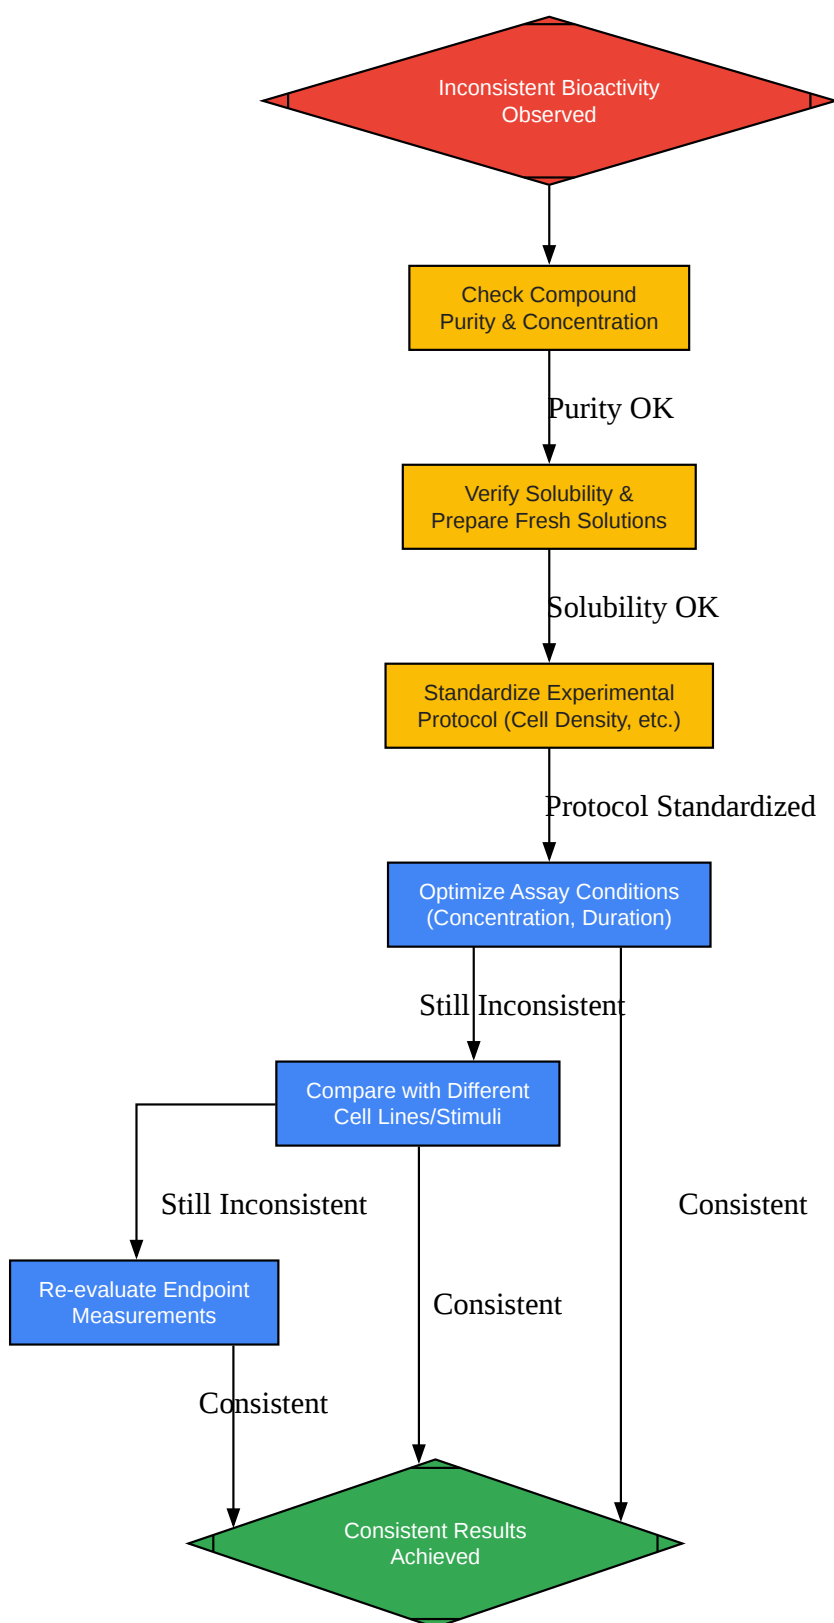 Inconsistent Bioactivity
Observed
Check Compound
Purity & Concentration
Purity OK
Verify Solubility &
Prepare Fresh Solutions
Solubility OK
Standardize Experimental
Protocol (Cell Density, etc.)
Protocol Standardized
Optimize Assay Conditions
(Concentration, Duration)
Still Inconsistent
Compare with Different
Cell Lines/Stimuli
Still Inconsistent
Consistent
Re-evaluate Endpoint
Measurements
Consistent
Consistent
Consistent Results
Achieved